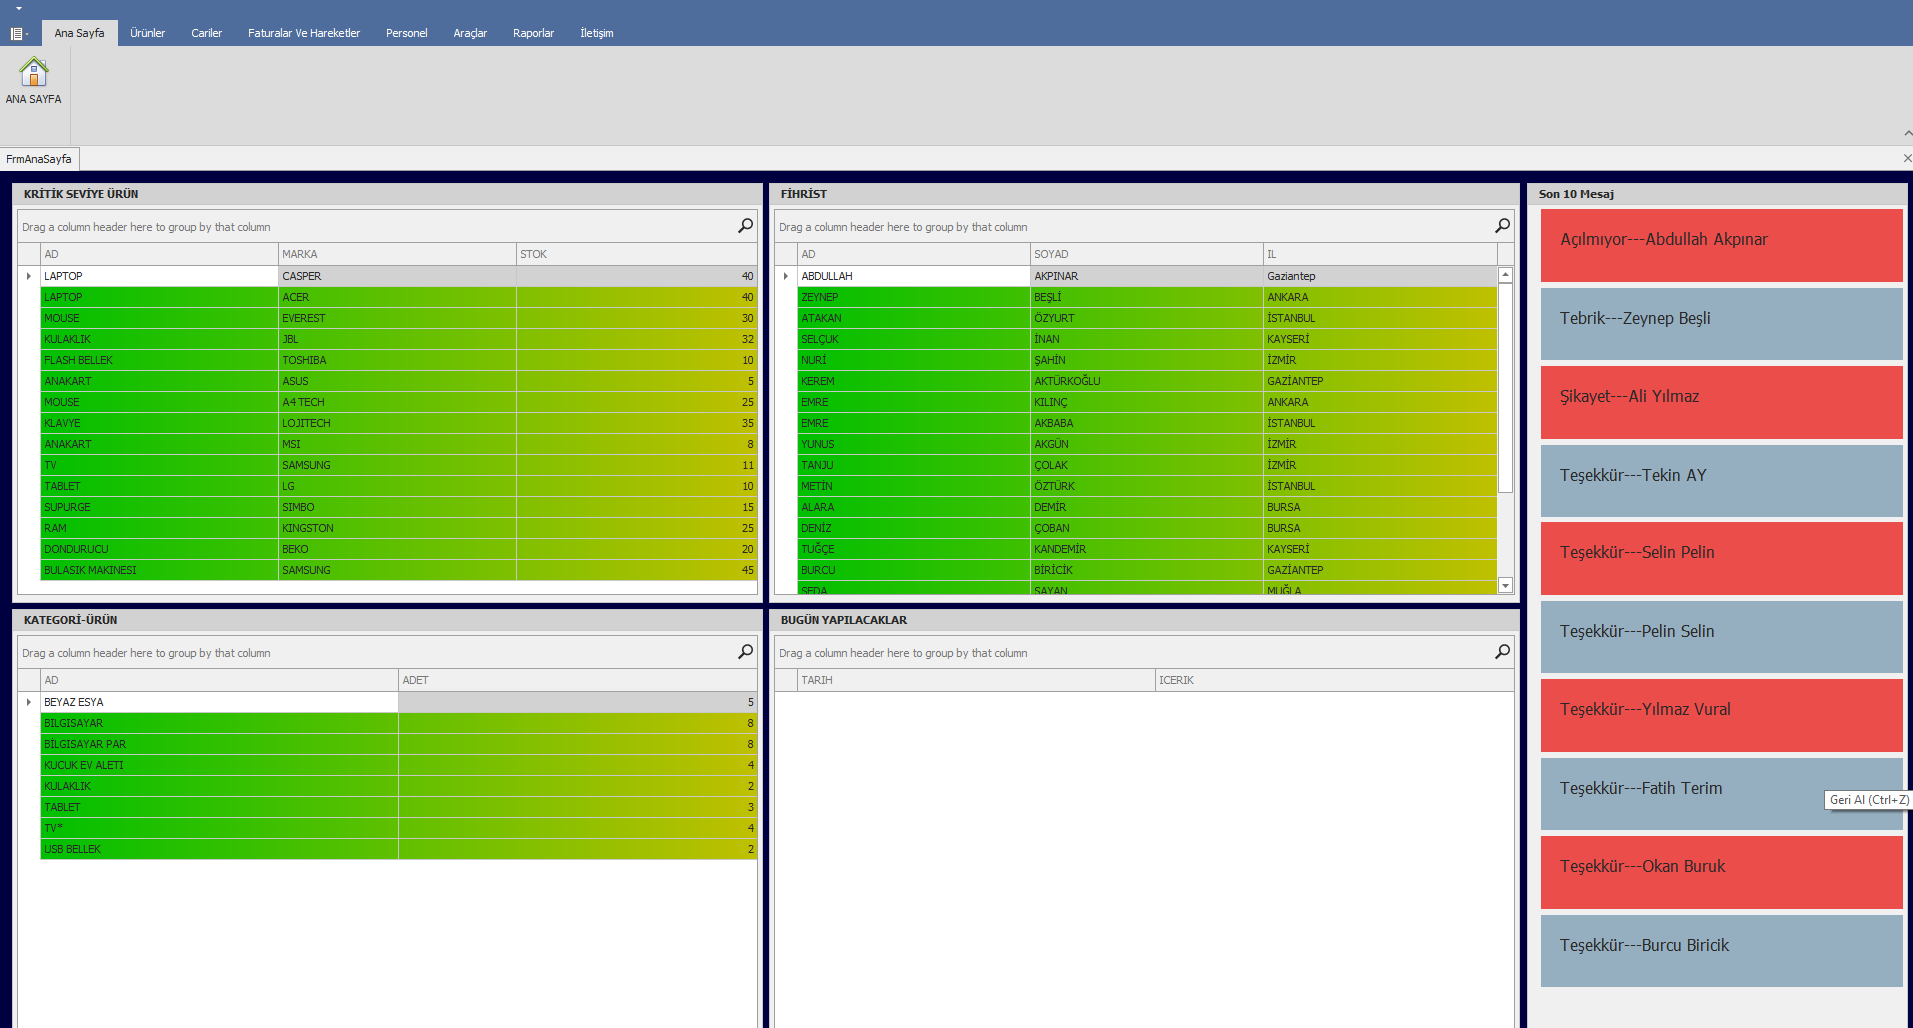 Ana Sayfa Ürünler Cariler Faturalar Ve Hareketler Personel Araçlar Raporlar İletişim
ANA SAYFA
FrmAnaSayfa
KRİTİK SEVİYE ÜRÜN
Drag a column header here to group by that column
AD MARKA STOK
LAPTOP CASPER 40
LAPTOP ACER 40
MOUSE EVEREST 30
KULAKLIK JBL 32
FLASH BELLEK TOSHIBA 10
ANAKART ASUS 5
MOUSE A4 TECH 25
KLAVYE LOJITECH 35
ANAKART MSI 8
TV SAMSUNG 11
TABLET LG 10
SUPURGE SIMBO 15
RAM KINGSTON 25
DONDURUCU BEKO 20
BULASIK MAKINESI SAMSUNG 45
FİHRİST
Drag a column header here to group by that column
AD SOYAD IL
ABDULLAH AKPINAR Gaziantep
ZEYNEP BEŞLİ ANKARA
ATAKAN ÖZYURT İSTANBUL
SELÇUK İNAN KAYSERİ
NURİ ŞAHİN İZMİR
KEREM AKTÜRKOĞLU GAZİANTEP
EMRE KILINÇ ANKARA
EMRE AKBABA İSTANBUL
YUNUS AKGÜN İZMİR
TANJU ÇOLAK İZMİR
METİN ÖZTÜRK İSTANBUL
ALARA DEMİR BURSA
DENİZ ÇOBAN BURSA
TUĞÇE KANDEMİR KAYSERİ
BURCU BİRİCİK GAZİANTEP
SEDA SAYAN MUĞLA
KATEGORİ-ÜRÜN
Drag a column header here to group by that column
AD ADET
BEYAZ ESYA 5
BILGISAYAR 8
BİLGISAYAR PAR 8
KUCUK EV ALETI 4
KULAKLIK 2
TABLET 3
TV* 4
USB BELLEK 2
BUGÜN YAPILACAKLAR
Drag a column header here to group by that column
TARIH ICERIK
Son 10 Mesaj
Açılmıyor---Abdullah Akpınar
Tebrik---Zeynep Beşli
Şikayet---Ali Yılmaz
Teşekkür---Tekin AY
Teşekkür---Selin Pelin
Teşekkür---Pelin Selin
Teşekkür---Yılmaz Vural
Teşekkür---Fatih Terim
Geri Al (Ctrl+Z)
Teşekkür---Okan Buruk
Teşekkür---Burcu Biricik